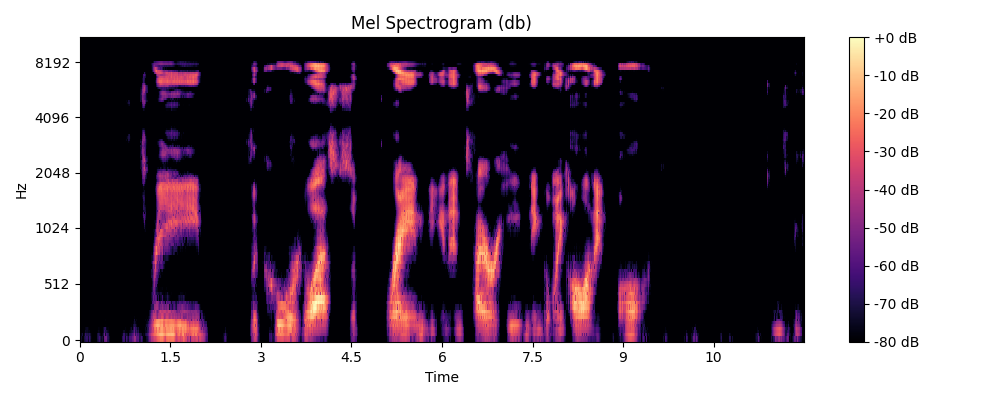 Mel Spectrogram (db)
+0 dB
8192
-10 dB
4096
-20 dB
-30 dB
2048
Hz
-40 dB
1024
-50 dB
-60 dB
512
-70 dB
0
-80 dB
0 1.5 3 4.5 6 7.5 9 10
Time